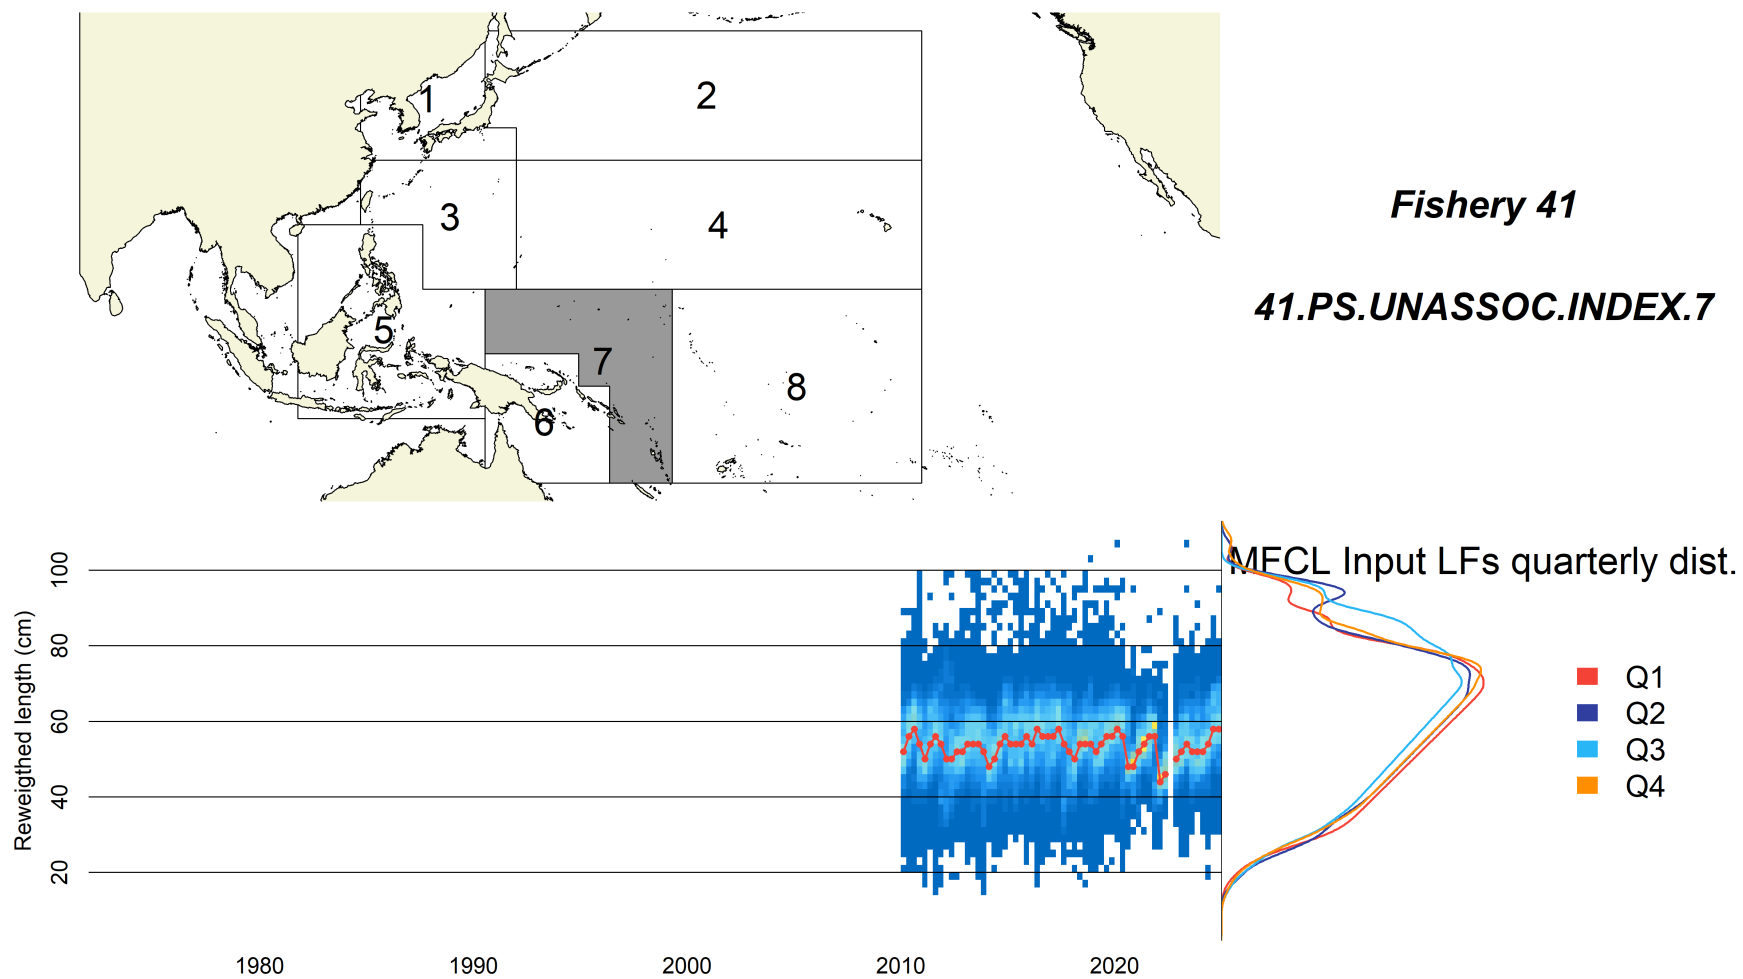 1
2
3
4
5
6
7
8
Fishery 41
41.PS.UNASSOC.INDEX.7
MFCL Input LFs quarterly dist.
Reweigthed length (cm)
100
80
60
40
20
1980
1990
2000
2010
2020
Q1
Q2
Q3
Q4